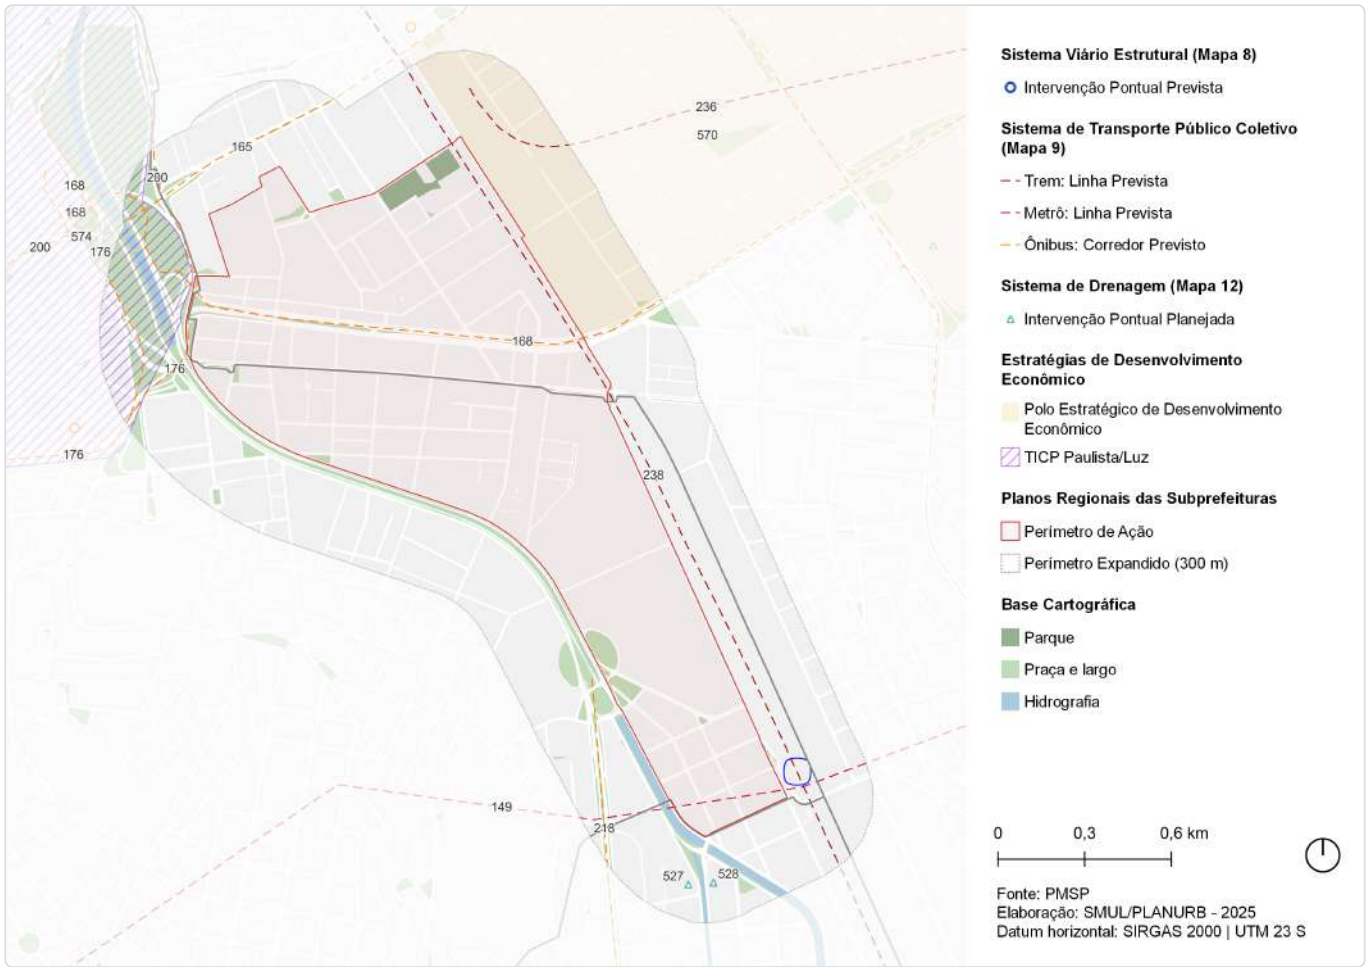 Sistema Viário Estrutural (Mapa 8)
Intervenção Pontual Prevista
Sistema de Transporte Público Coletivo
(Mapa 9)
Trem: Linha Prevista
Metrô: Linha Prevista
Ônibus: Corredor Previsto
Sistema de Drenagem (Mapa 12)
Intervenção Pontual Planejada
Estratégias de Desenvolvimento
Econômico
Polo Estratégico de Desenvolvimento
Econômico
TICP Paulista/Luz
Planos Regionais das Subprefeituras
Perímetro de Ação
Perímetro Expandido (300 m)
Base Cartográfica
Parque
Praça e largo
Hidrografia
0 0,3 0,6 km
Fonte: PMSP
Elaboração: SMUL/PLANURB - 2025
Datum horizontal: SIRGAS 2000 | UTM 23 S
236
570
165
200
168
168
574
200
176
168
176
176
238
149
218
527
528